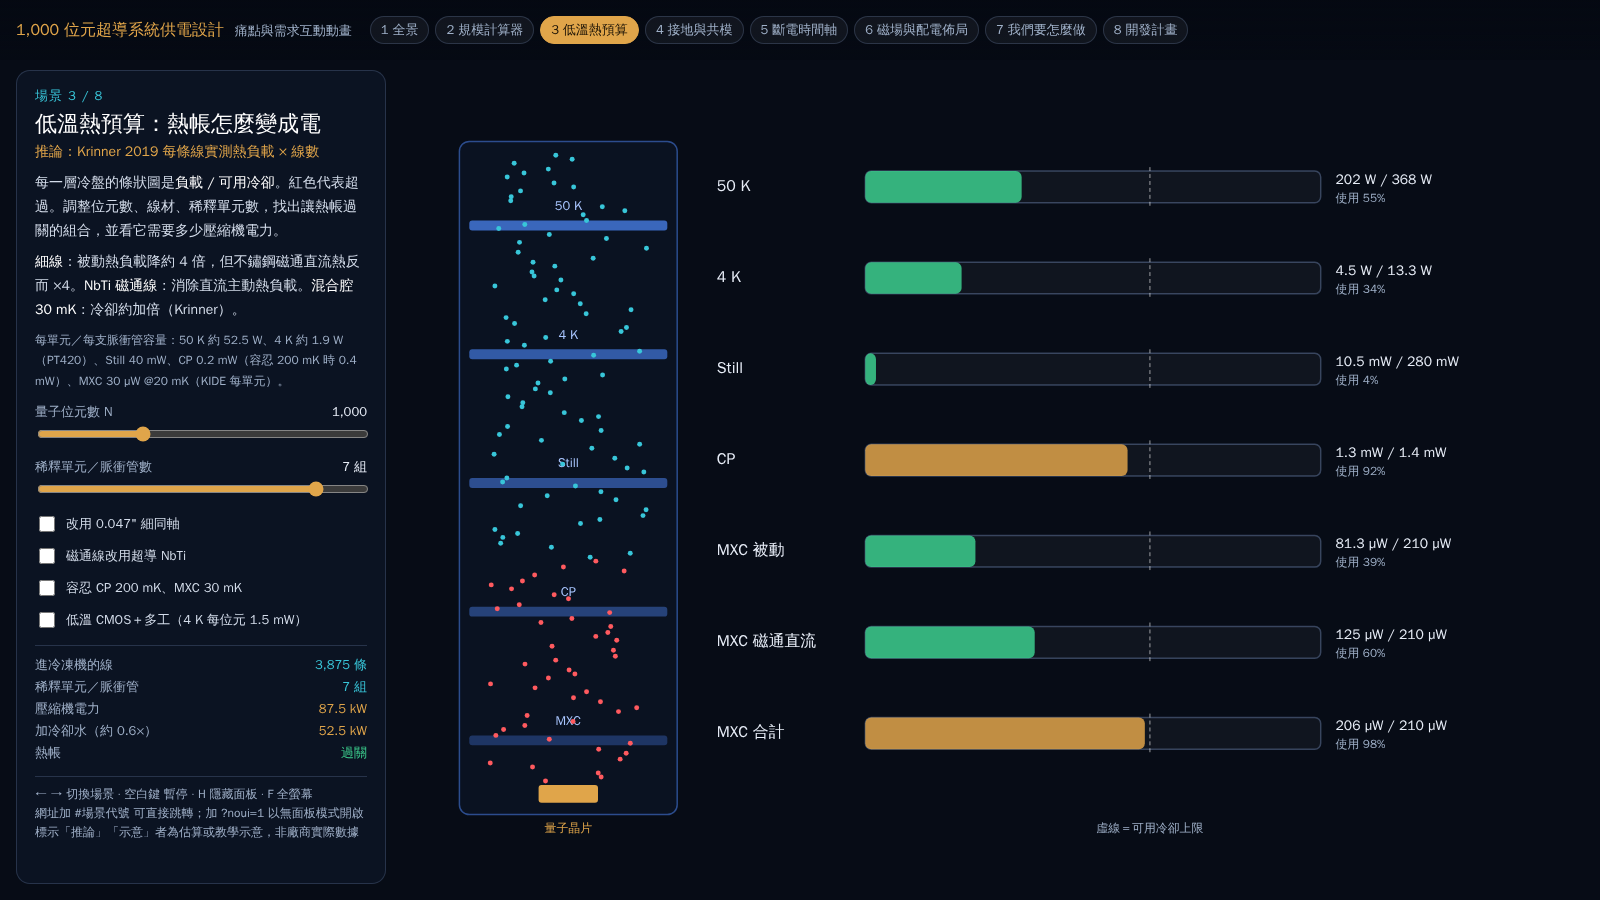 1,000 位元超導系統供電設計 痛點與需求互動動畫 1 全景 2 規模計算器 3 低溫熱預算 4 接地與共模 5 斷電時間軸 6 磁場與配電佈局 7 我們要怎麼做 8 開發計畫
場景 3 / 8
低溫熱預算：熱帳怎麼變成電
推論：Krinner 2019 每條線實測熱負載 × 線數
每一層冷盤的條狀圖是負載 / 可用冷卻。紅色代表超
過。調整位元數、線材、稀釋單元數，找出讓熱帳過
關的組合，並看它需要多少壓縮機電力。
細線：被動熱負載降約 4 倍，但不鏽鋼磁通直流熱反
而 ×4。NbTi 磁通線：消除直流主動熱負載。混合腔
30 mK：冷卻約加倍（Krinner）。
每單元／每支脈衝管容量：50 K 約 52.5 W、4 K 約 1.9 W
（PT420）、Still 40 mW、CP 0.2 mW（容忍 200 mK 時 0.4
mW）、MXC 30 μW @20 mK（KIDE 每單元）。
量子位元數 N 1,000
稀釋單元／脈衝管數 7 組
改用 0.047" 細同軸
磁通線改用超導 NbTi
容忍 CP 200 mK、MXC 30 mK
低溫 CMOS＋多工（4 K 每位元 1.5 mW）
進冷凍機的線 3,875 條
稀釋單元／脈衝管 7 組
壓縮機電力 87.5 kW
加冷卻水（約 0.6×） 52.5 kW
熱帳 過關
← → 切換場景 · 空白鍵 暫停 · H 隱藏面板 · F 全螢幕
網址加 #場景代號 可直接跳轉；加 ?noui=1 以無面板模式開啟
標示「推論」「示意」者為估算或教學示意，非廠商實際數據
50 K
4 K
Still
CP
MXC
量子晶片
50 K 202 W / 368 W
使用 55%
4 K 4.5 W / 13.3 W
使用 34%
Still 10.5 mW / 280 mW
使用 4%
CP 1.3 mW / 1.4 mW
使用 92%
MXC 被動 81.3 μW / 210 μW
使用 39%
MXC 磁通直流 125 μW / 210 μW
使用 60%
MXC 合計 206 μW / 210 μW
使用 98%
虛線＝可用冷卻上限